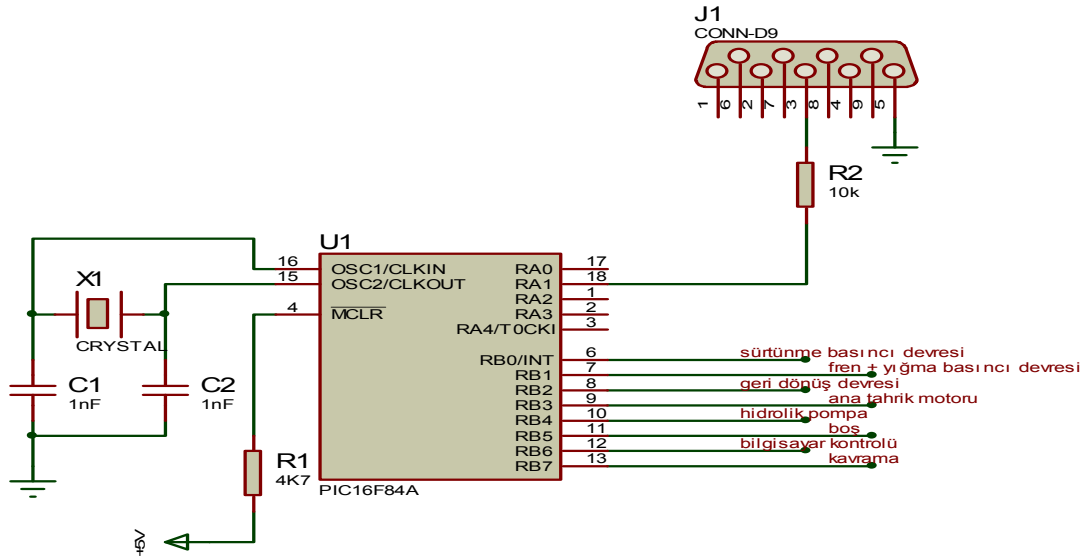 J1
CONN-D9
1
6
2
7
3
8
4
9
5
R2
10k
U1
16
15
4
OSC1/CLKIN
OSC2/CLKOUT
MCLR
RA0
RA1
RA2
RA3
RA4/T0CKI
17
18
1
2
3
RB0/INT
RB1
RB2
RB3
RB4
RB5
RB6
RB7
6
7
8
9
10
11
12
13
sürtünme basıncı devresi
fren + yığma basıncı devresi
geri dönüş devresi
ana tahrik motoru
hidrolik pompa
boş
bilgisayar kontrolü
kavrama
PIC16F84A
X1
CRYSTAL
C1
1nF
C2
1nF
R1
4K7
+5V